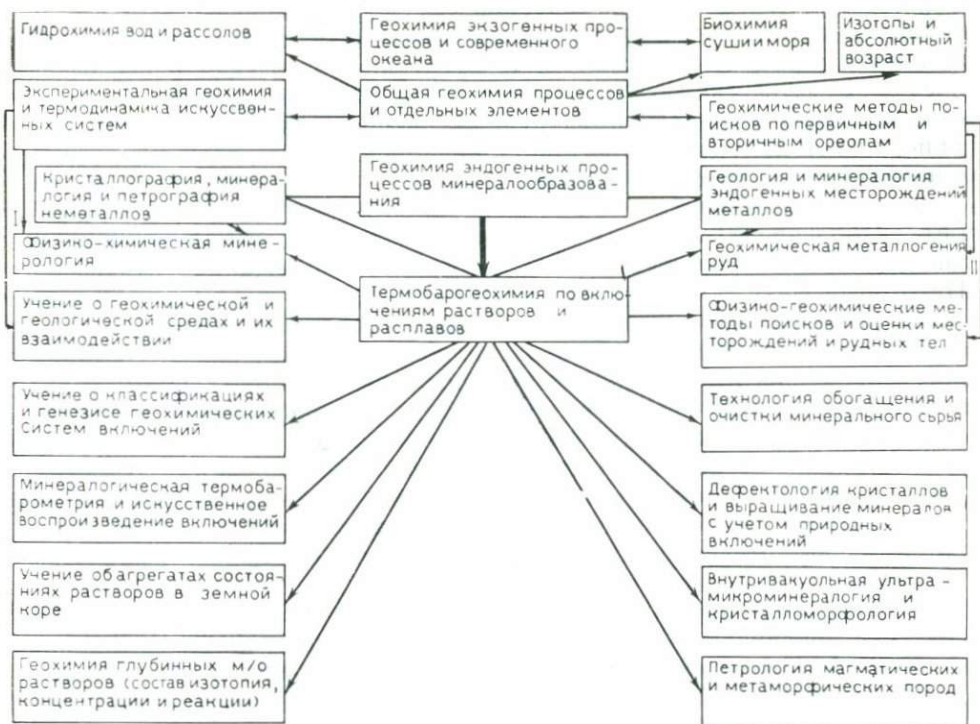 Гидрохимия вод и рассолов
Геохимия экзогенных про-
цессов и современного
океана
Биохимия
суши и моря
Изотопы и
абсолютный
возраст
Экспериментальная геохимия
и термодинамика искуссвен-
ных систем
Общая геохимия процессов
и отдельных элементов
Геохимические методы по-
исков по первичным и
вторичным ореолам
Кристаллография, минера-
логия и петрография
неметаллов
Геохимия эндогенных про-
цессов минералообразова-
ния
Геология и минералогия
эндогенных месторождений
металлов
I
Физико-химическая мине-
рология
Геохимическая металлогения
руд
II
Учение о геохимической и
геологической средах и их
взаимодействии
Термобарогеохимия по вклю-
чениям растворов и
расплавов
Физико-геохимические ме-
тоды поисков и оценки мес-
торождений и рудных тел
Учение о классификациях
и генезисе геохимических
Систем включений
Технология обогащения и
очистки минерального сырья
Минералогическая термоба-
рометрия и искусственное
воспроизведение включений
Дефектология кристаллов
и выращивание минералов
с учетом природных
включений
Учение об агрегатах состоя-
ниях растворов в земной
коре
Внутривакуольная ультра-
микроминералогия и
кристалломорфология
Геохимия глубинных м/о
растворов (состав изотопия,
концентрации и реакции)
Петрология магматических
и метаморфических пород